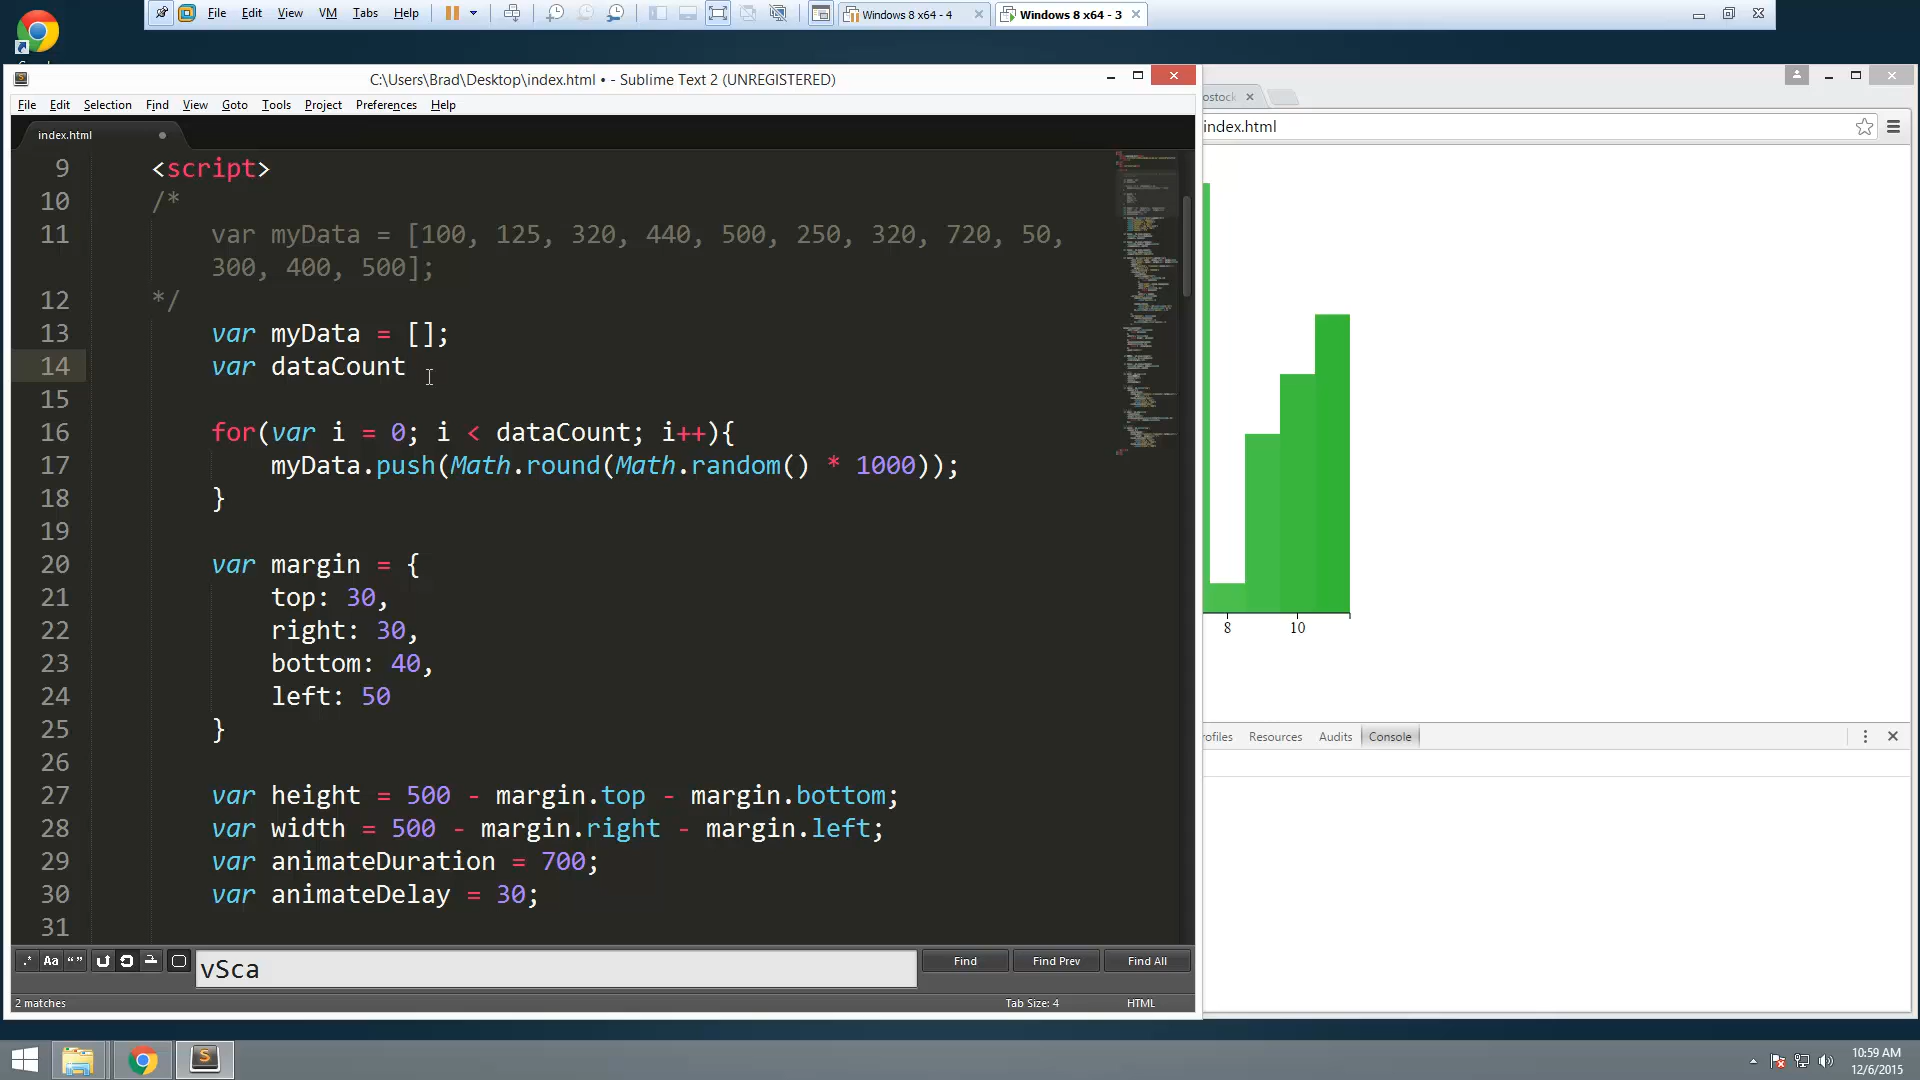 File Edit View VM Tabs Help
Windows 8 x64 - 4
Windows 8 x64 - 3
C:\Users\Brad\Desktop\index.html • - Sublime Text 2 (UNREGISTERED)
File Edit Selection Find View Goto Tools Project Preferences Help
index.html
ostock
index.html
9 <script>
10 /*
11 var myData = [100, 125, 320, 440, 500, 250, 320, 720, 50,
300, 400, 500];
12 */
13 var myData = [];
14 var dataCount
15
16 for(var i = 0; i < dataCount; i++){
17 myData.push(Math.round(Math.random() * 1000));
18 }
19
20 var margin = {
21 top: 30,
22 right: 30,
23 bottom: 40,
24 left: 50
25 }
26
27 var height = 500 - margin.top - margin.bottom;
28 var width = 500 - margin.right - margin.left;
29 var animateDuration = 700;
30 var animateDelay = 30;
31
8 10
rofiles Resources Audits Console
.* Aa “” vSca Find Find Prev Find All
2 matches Tab Size: 4 HTML
10:59 AM
12/6/2015